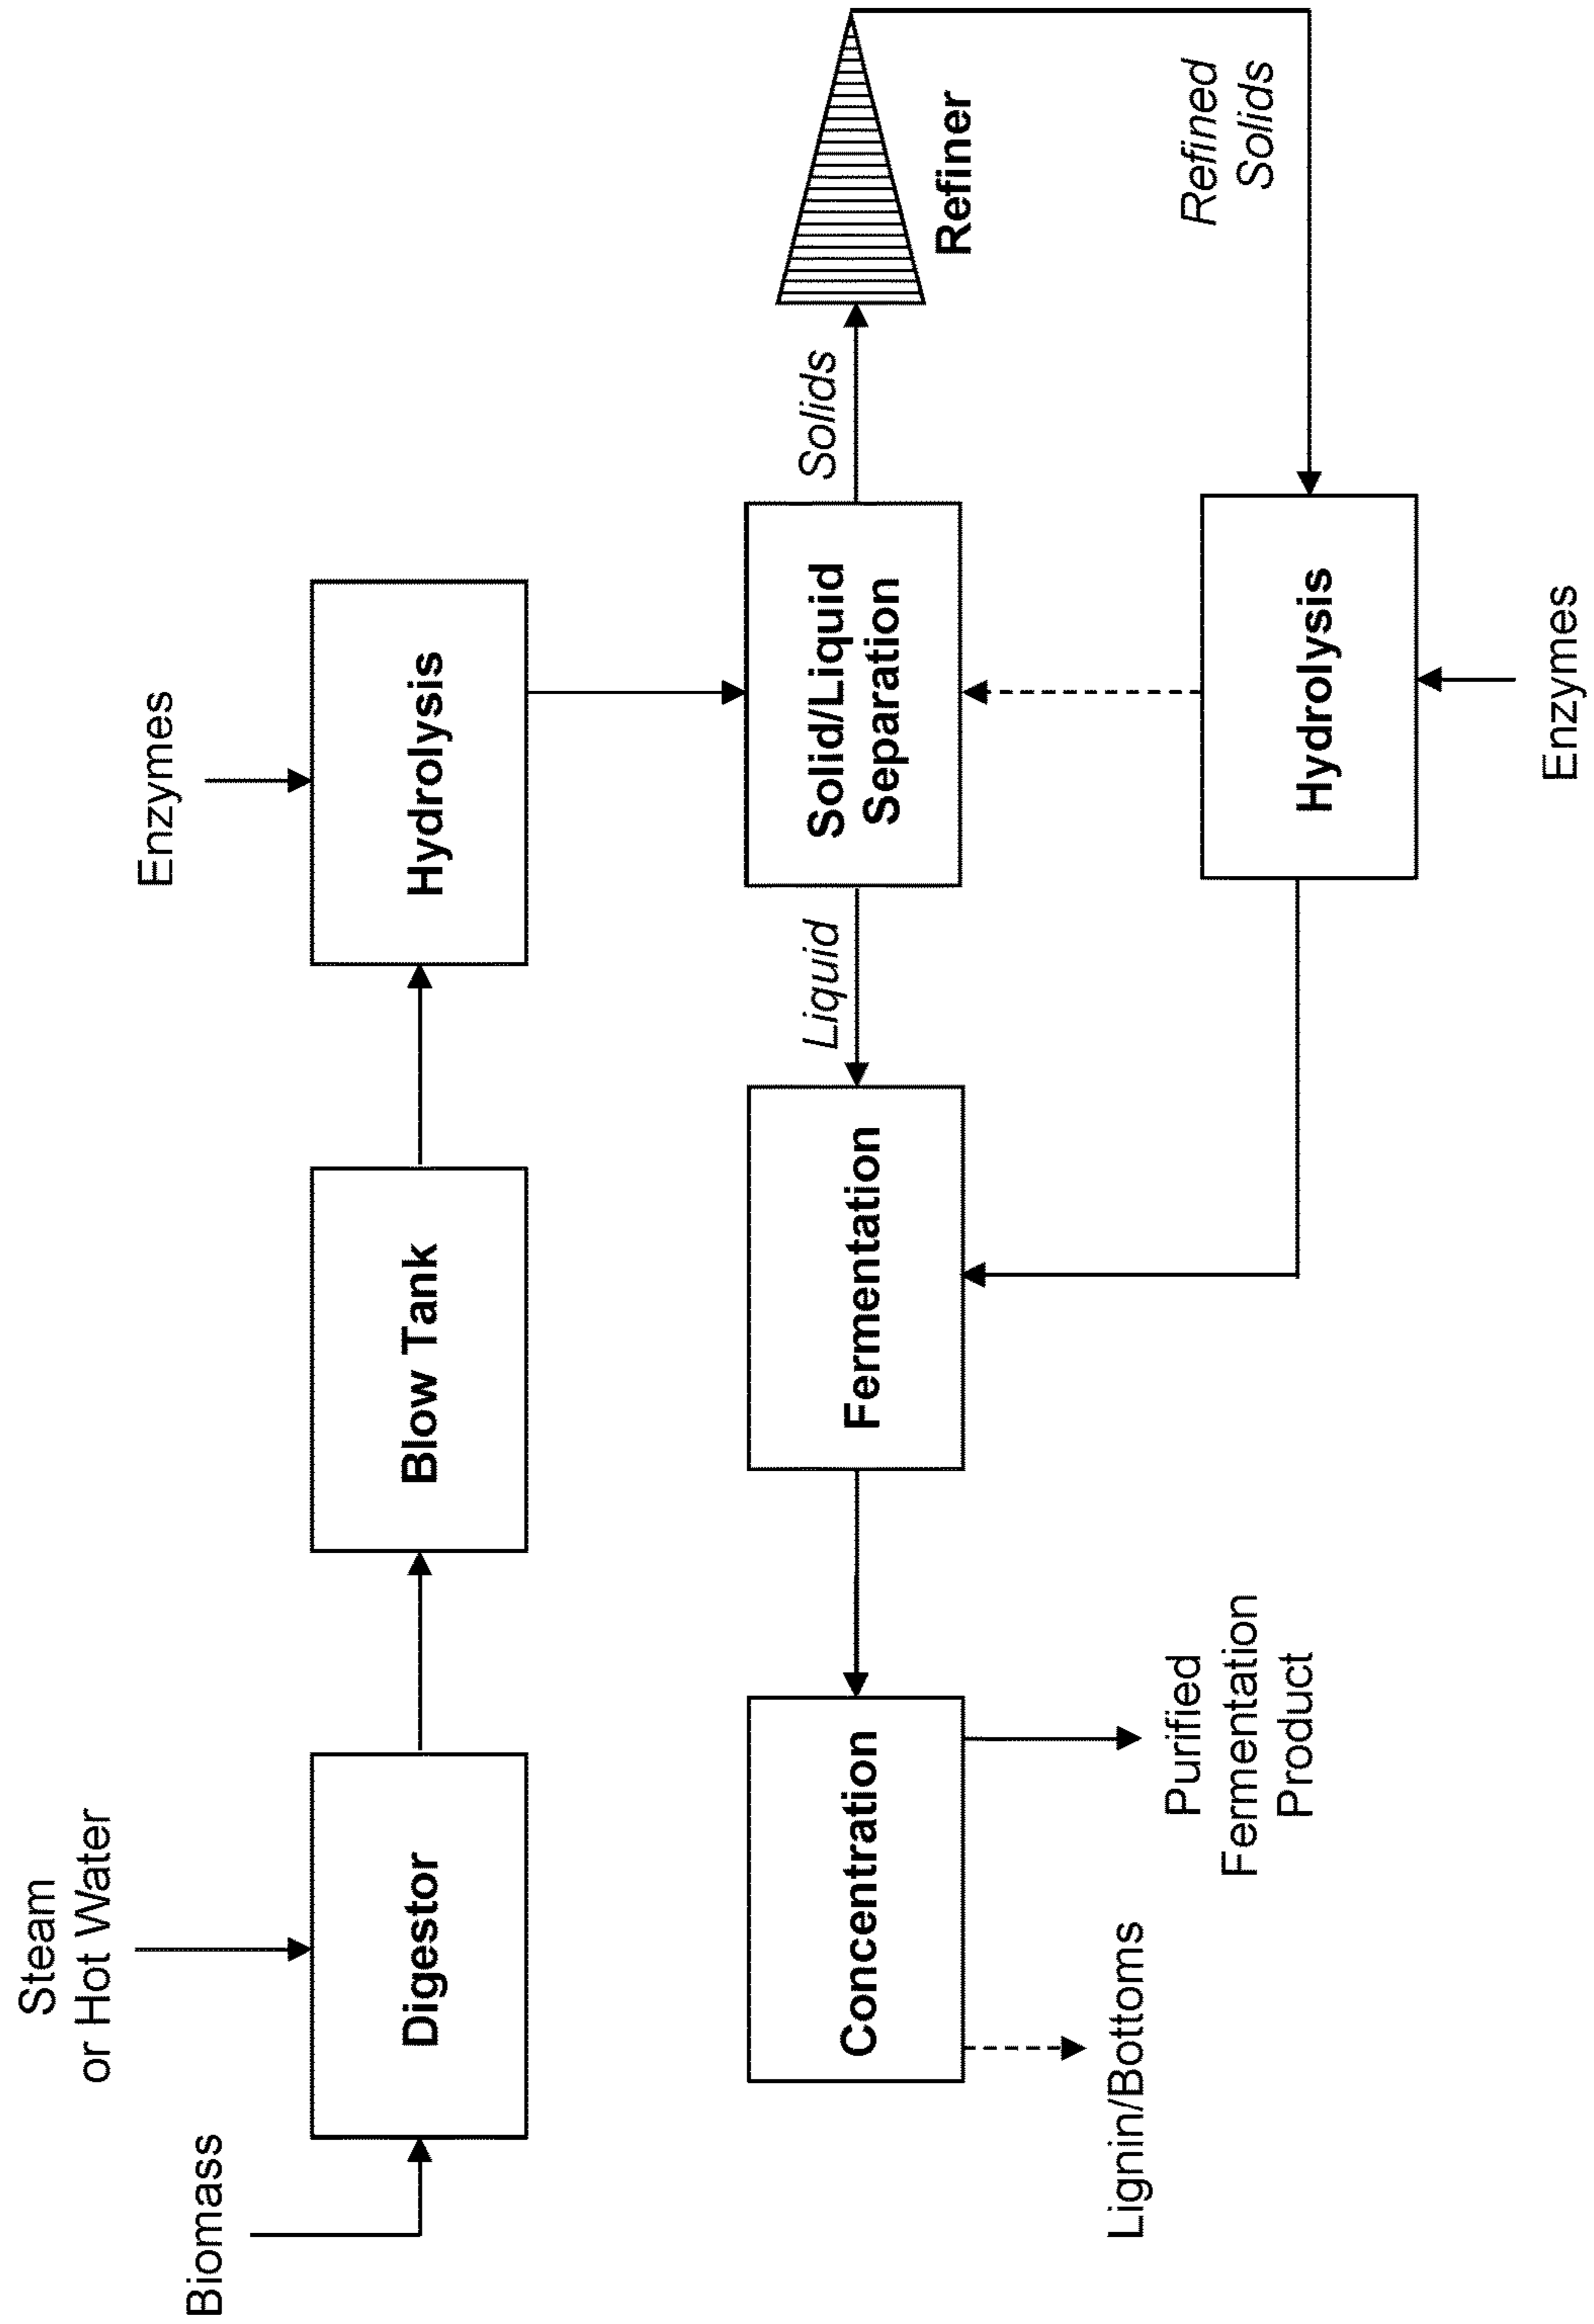 Biomass
Steam
or Hot Water
Digestor
Blow Tank
Enzymes
Hydrolysis
Solid/Liquid
Separation
Solids
Refiner
Refined
Solids
Hydrolysis
Enzymes
Liquid
Fermentation
Concentration
Lignin/Bottoms
Purified
Fermentation
Product